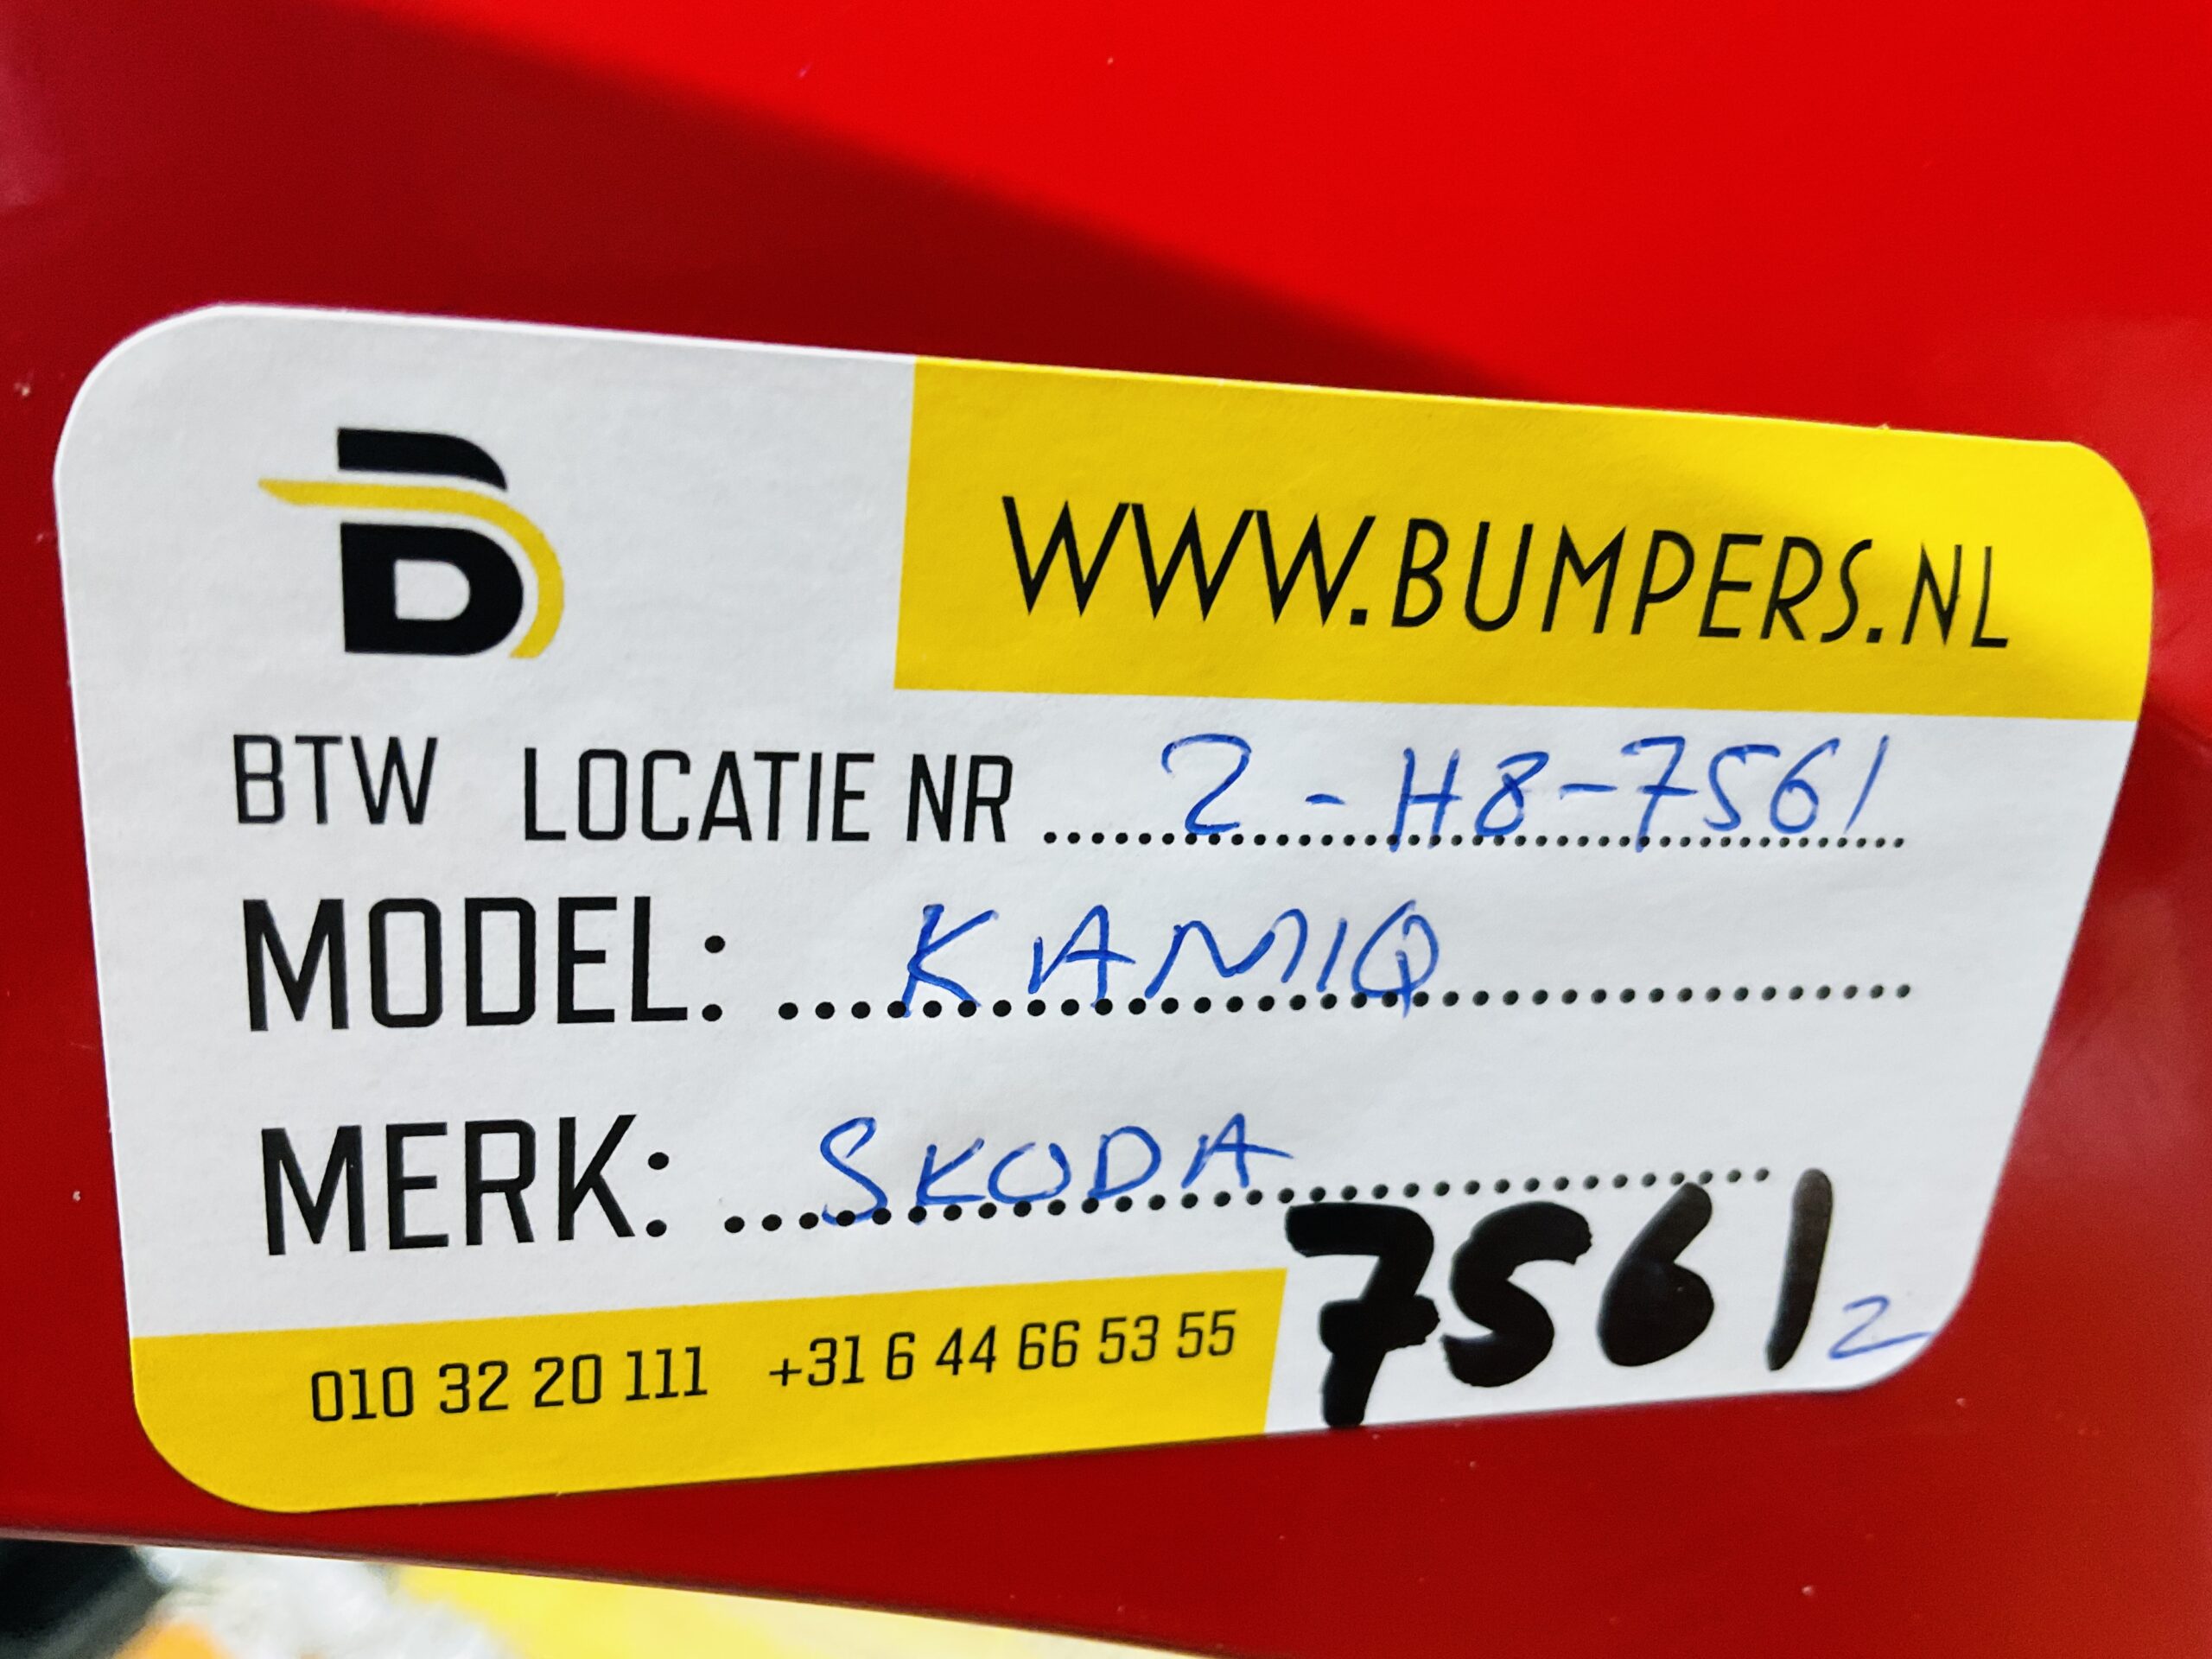 B
WWW.BUMPERS.NL
BTW LOCATIE NR ........ 2 - H8-7561
MODEL: ........ KAMIQ
MERK: ........ SKODA
7561 2
010 32 20 111 +31 6 44 66 53 55